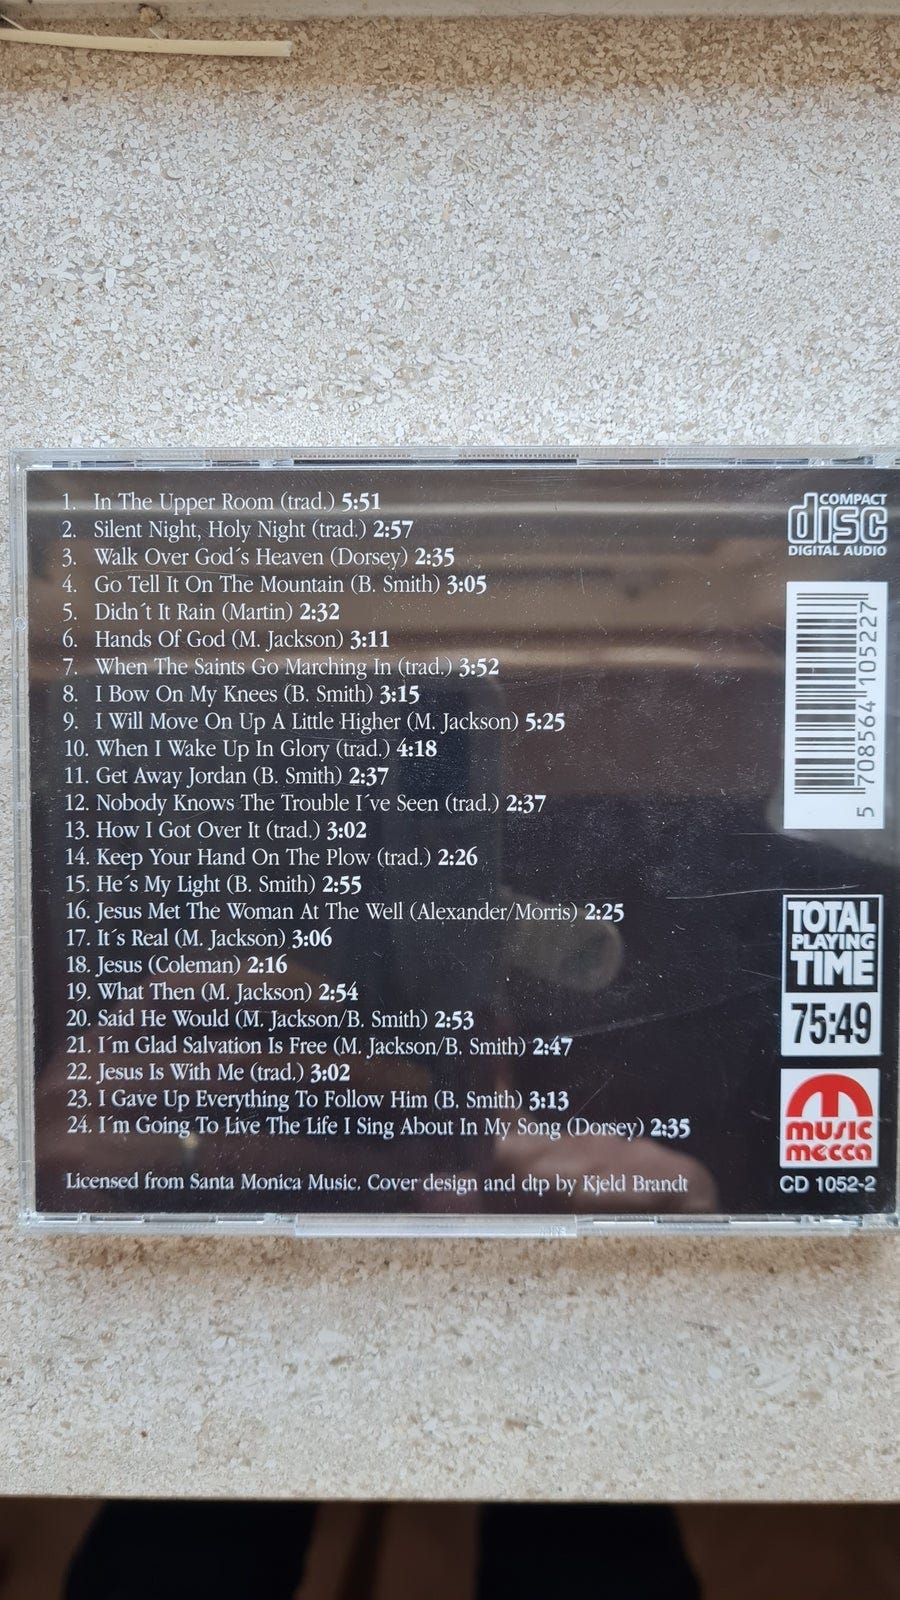 1. In The Upper Room (trad.) 5:51
2. Silent Night, Holy Night (trad.) 2:57
3. Walk Over God´s Heaven (Dorsey) 2:35
4. Go Tell It On The Mountain (B. Smith) 3:05
5. Didn´t It Rain (Martin) 2:32
6. Hands Of God (M. Jackson) 3:11
7. When The Saints Go Marching In (trad.) 3:52
8. I Bow On My Knees (B. Smith) 3:15
9. I Will Move On Up A Little Higher (M. Jackson) 5:25
10. When I Wake Up In Glory (trad.) 4:18
11. Get Away Jordan (B. Smith) 2:37
12. Nobody Knows The Trouble I´ve Seen (trad.) 2:37
13. How I Got Over It (trad.) 3:02
14. Keep Your Hand On The Plow (trad.) 2:26
15. He´s My Light (B. Smith) 2:55
16. Jesus Met The Woman At The Well (Alexander/Morris) 2:25
17. It´s Real (M. Jackson) 3:06
18. Jesus (Coleman) 2:16
19. What Then (M. Jackson) 2:54
20. Said He Would (M. Jackson/B. Smith) 2:53
21. I´m Glad Salvation Is Free (M. Jackson/B. Smith) 2:47
22. Jesus Is With Me (trad.) 3:02
23. I Gave Up Everything To Follow Him (B. Smith) 3:13
24. I´m Going To Live The Life I Sing About In My Song (Dorsey) 2:35
Licensed from Santa Monica Music. Cover design and dtp by Kjeld Brandt
COMPACT
disc
DIGITAL AUDIO
5 708564 105227
TOTAL
PLAYING
TIME
75:49
music
mecca
CD 1052-2